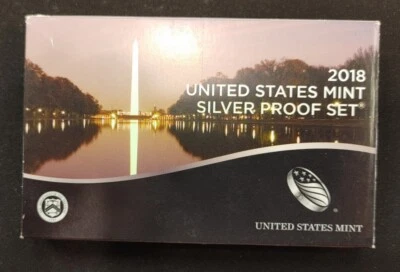 2018
UNITED STATES MINT
SILVER PROOF SET
UNITED STATES MINT